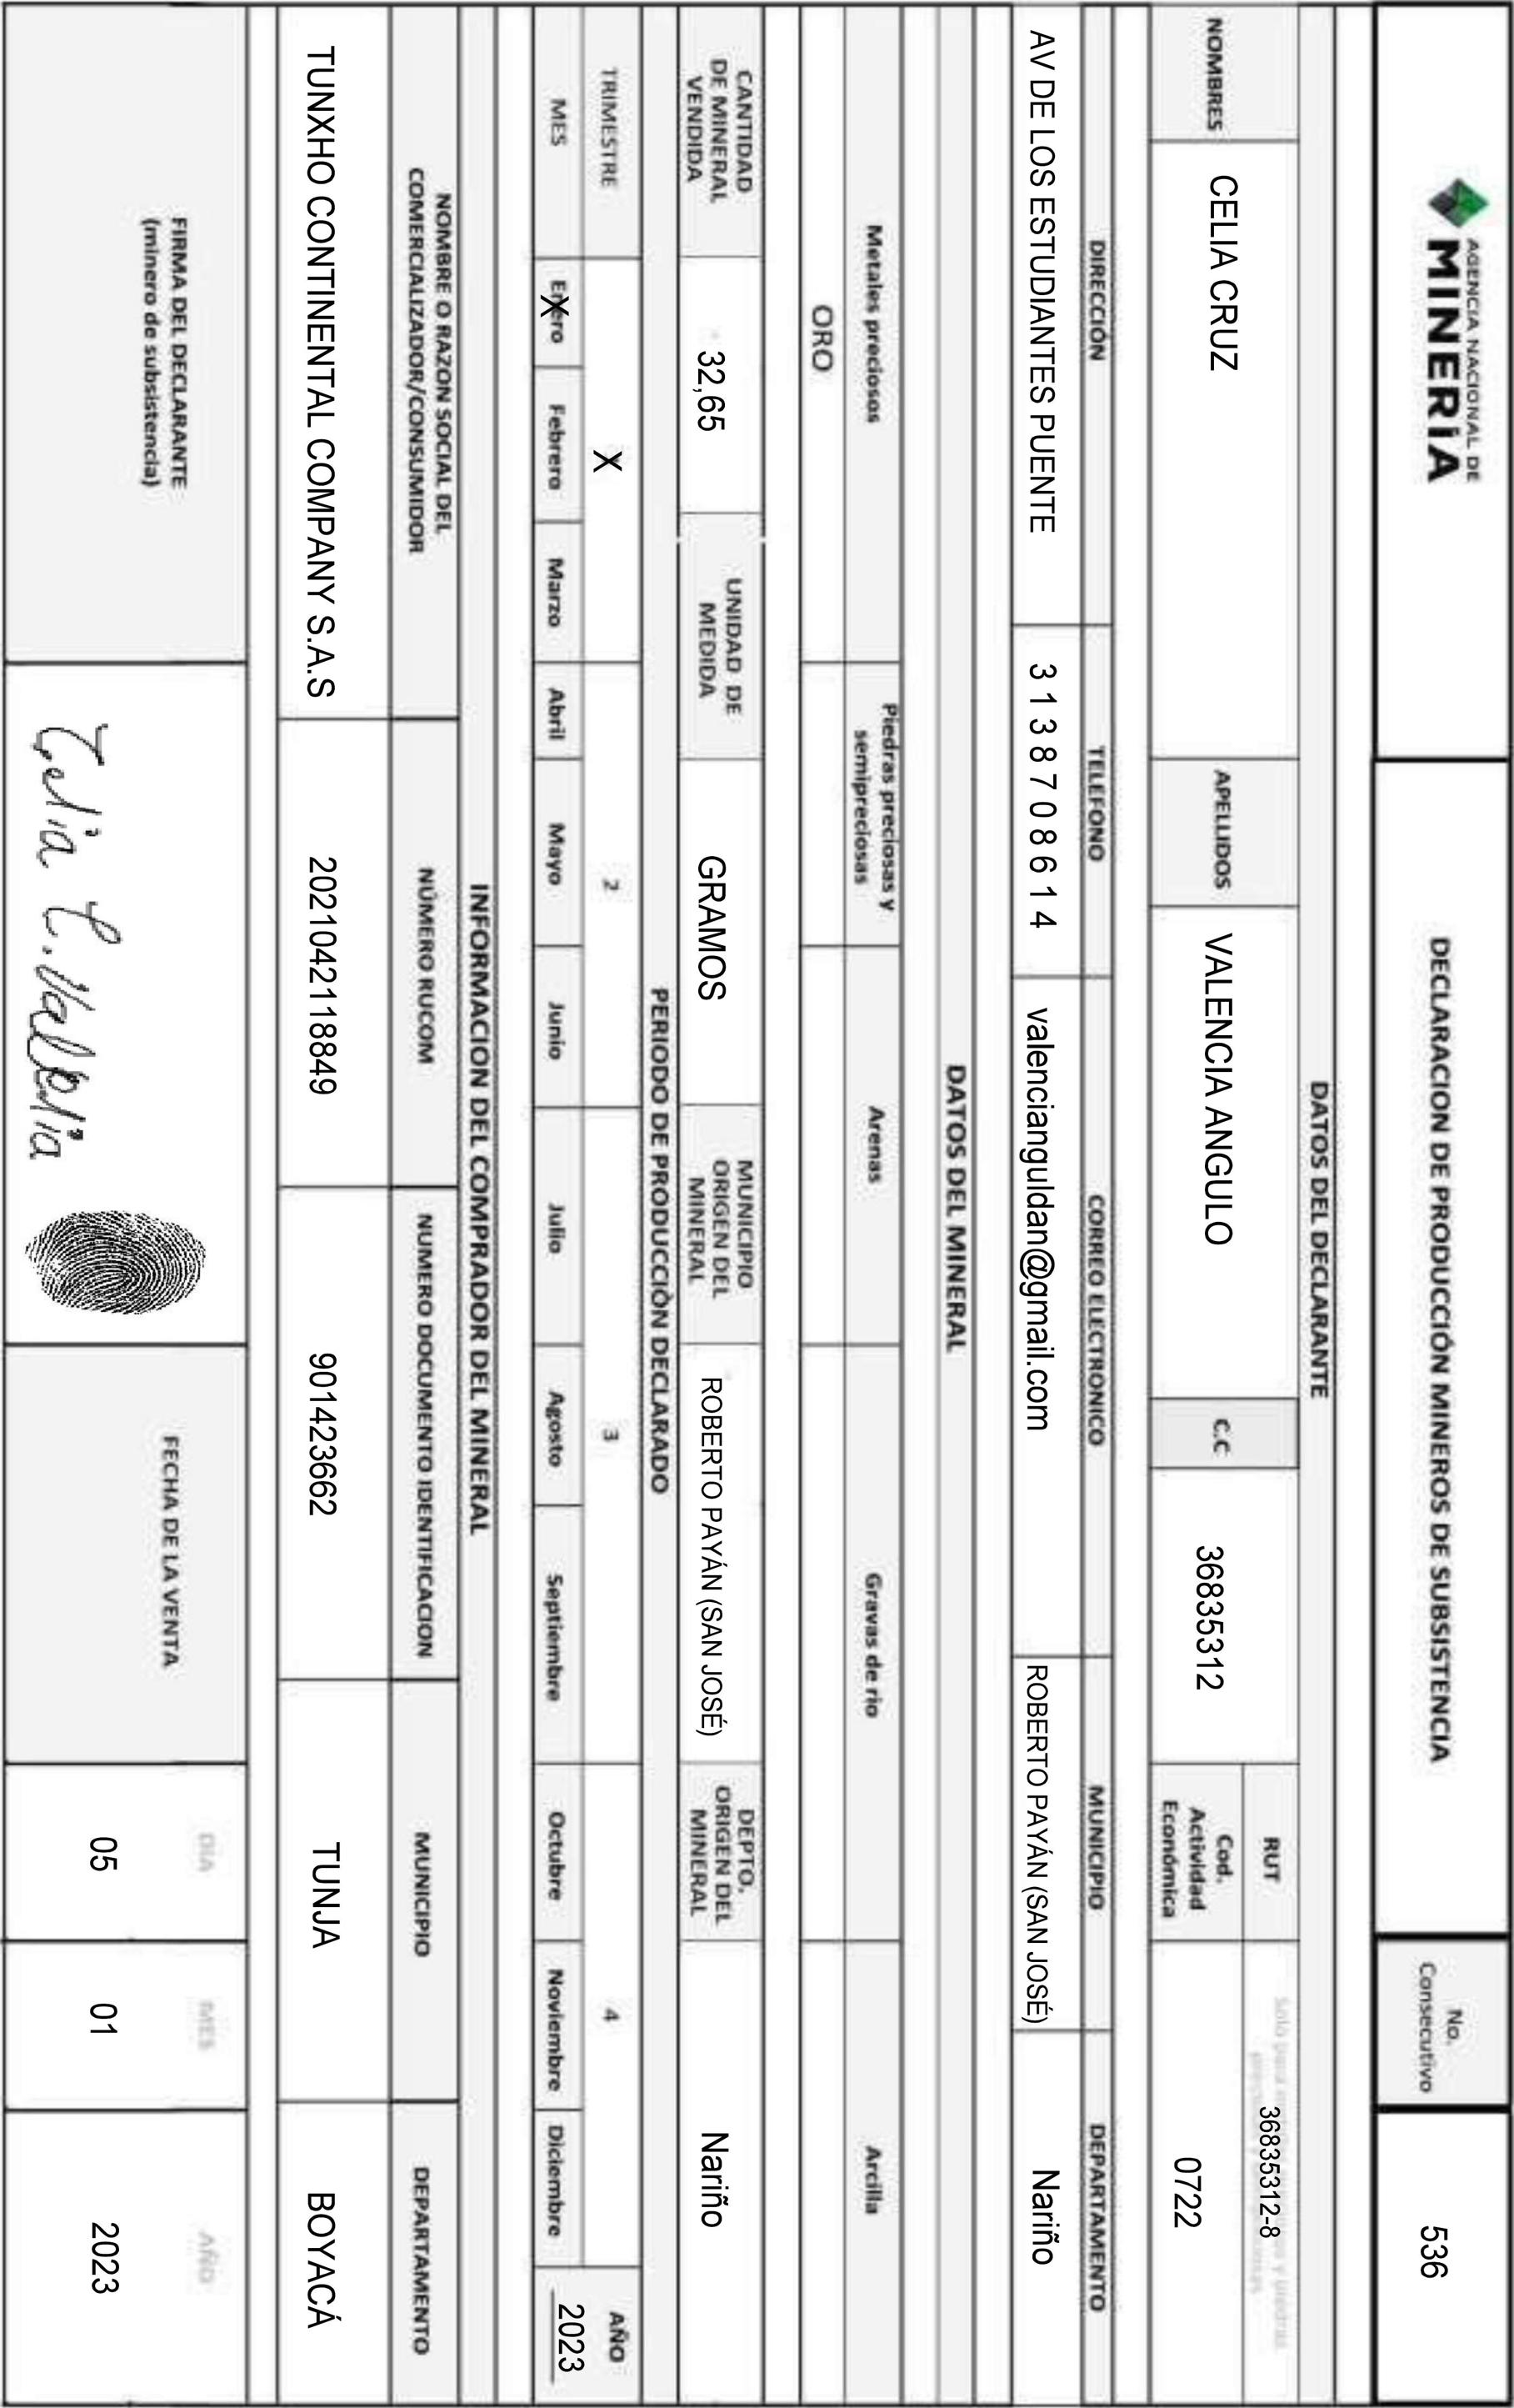 AGENCIA NACIONAL DE
MINERÍA
DECLARACION DE PRODUCCIÓN MINEROS DE SUBSISTENCIA
No.
Consecutivo
536
DATOS DEL DECLARANTE
NOMBRES
CELIA CRUZ
APELLIDOS
VALENCIA ANGULO
C.C
36835312
RUT
36835312-8
Cod.
Actividad
Económica
0722
DIRECCIÓN
TELEFONO
CORREO ELECTRONICO
MUNICIPIO
DEPARTAMENTO
AV DE LOS ESTUDIANTES PUENTE
3 1 3 8 7 0 8 6 1 4
valencianguldan@gmail.com
ROBERTO PAYÁN (SAN JOSÉ)
Nariño
DATOS DEL MINERAL
Metales preciosos
Piedras preciosas y
semipreciosas
Arenas
Gravas de rio
Arcilla
ORO
CANTIDAD
DE MINERAL
VENDIDA
32,65
UNIDAD DE
MEDIDA
GRAMOS
MUNICIPIO
ORIGEN DEL
MINERAL
ROBERTO PAYÁN (SAN JOSÉ)
DEPTO.
ORIGEN DEL
MINERAL
Nariño
PERIODO DE PRODUCCIÒN DECLARADO
TRIMESTRE
X
2
3
4
AÑO
MES
Enero
X
Febrero
Marzo
Abril
Mayo
Junio
Julio
Agosto
Septiembre
Octubre
Noviembre
Diciembre
2023
INFORMACION DEL COMPRADOR DEL MINERAL
NOMBRE O RAZON SOCIAL DEL
COMERCIALIZADOR/CONSUMIDOR
NÚMERO RUCOM
NUMERO DOCUMENTO IDENTIFICACION
MUNICIPIO
DEPARTAMENTO
TUNXHO CONTINENTAL COMPANY S.A.S
2021042118849
901423662
TUNJA
BOYACÁ
FIRMA DEL DECLARANTE
(minero de subsistencia)
Celia C.
FECHA DE LA VENTA
DÍA
MES
AÑO
05
01
2023